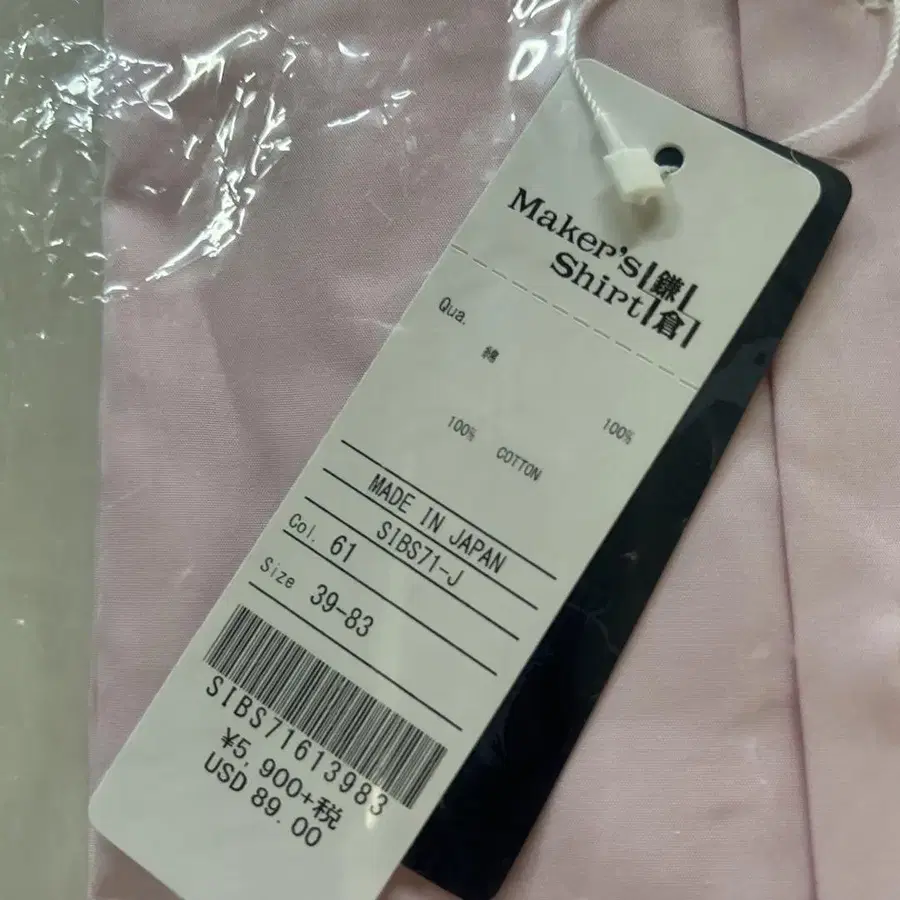 Maker's
Shirt 鎌倉
Qua.
綿 100%
COTTON 100%
MADE IN JAPAN
SIBS71-J
Col. 61
Size 39-83
SIBS71613983
¥5,900+税
USD 89.00